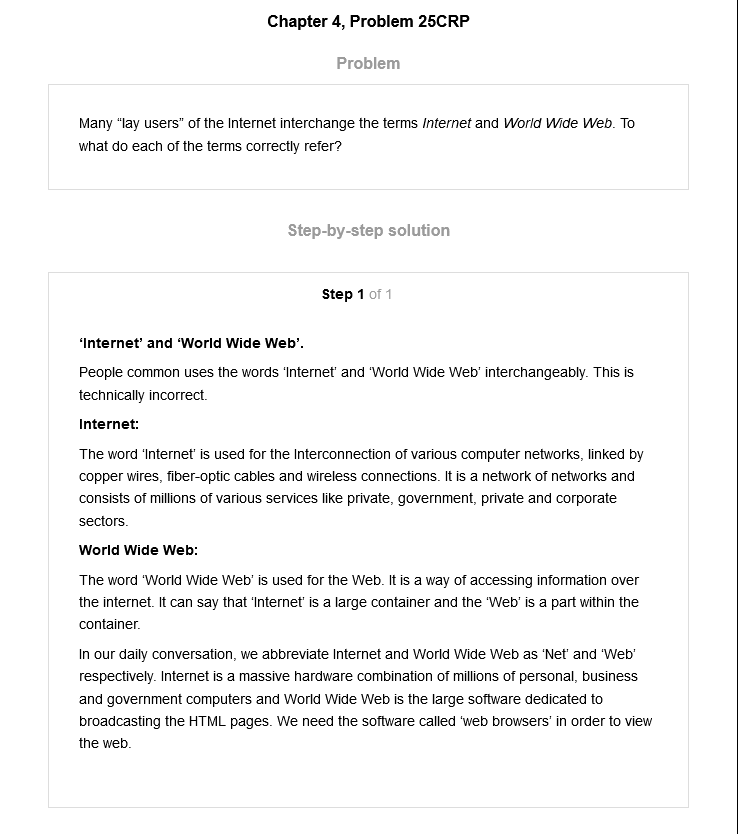 Chapter 4, Problem 25CRP
Problem
Many “lay users” of the Internet interchange the terms Internet and World Wide Web. To
what do each of the terms correctly refer?
Step-by-step solution
Step 1 of 1
‘Internet’ and ‘World Wide Web’.
People common uses the words ‘Internet’ and ‘World Wide Web’ interchangeably. This is
technically incorrect.
Internet:
The word ‘Internet’ is used for the Interconnection of various computer networks, linked by
copper wires, fiber-optic cables and wireless connections. It is a network of networks and
consists of millions of various services like private, government, private and corporate
sectors.
World Wide Web:
The word ‘World Wide Web’ is used for the Web. It is a way of accessing information over
the internet. It can say that ‘Internet’ is a large container and the ‘Web’ is a part within the
container.
In our daily conversation, we abbreviate Internet and World Wide Web as ‘Net’ and ‘Web’
respectively. Internet is a massive hardware combination of millions of personal, business
and government computers and World Wide Web is the large software dedicated to
broadcasting the HTML pages. We need the software called ‘web browsers’ in order to view
the web.